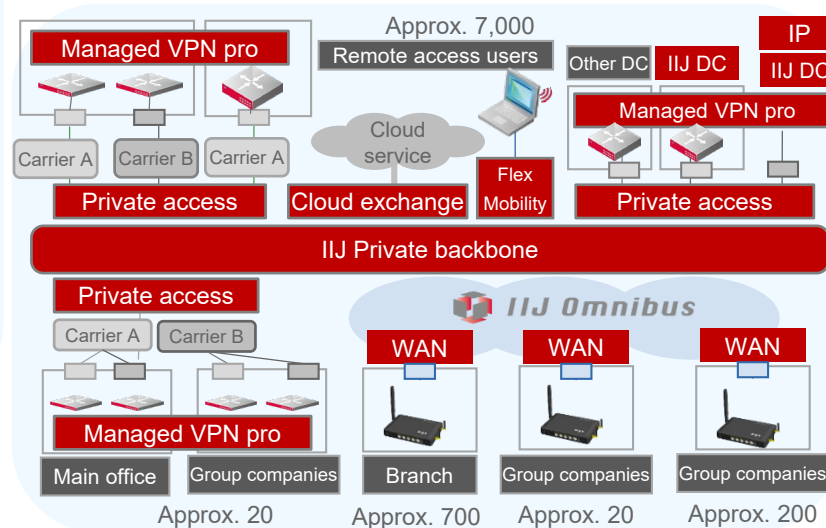 Approx. 7,000
Managed VPN pro
Remote access users
Other DC
IIJ DC
IP
IIJ DC
Managed VPN pro
Cloud
service
Carrier A
Carrier B
Carrier A
Flex
Mobility
Private access
Cloud exchange
Private access
IIJ Private backbone
Private access
IIJ Omnibus
Carrier A
Carrier B
WAN
WAN
WAN
Managed VPN pro
Main office
Group companies
Branch
Group companies
Group companies
Approx. 20
Approx. 700
Approx. 20
Approx. 200